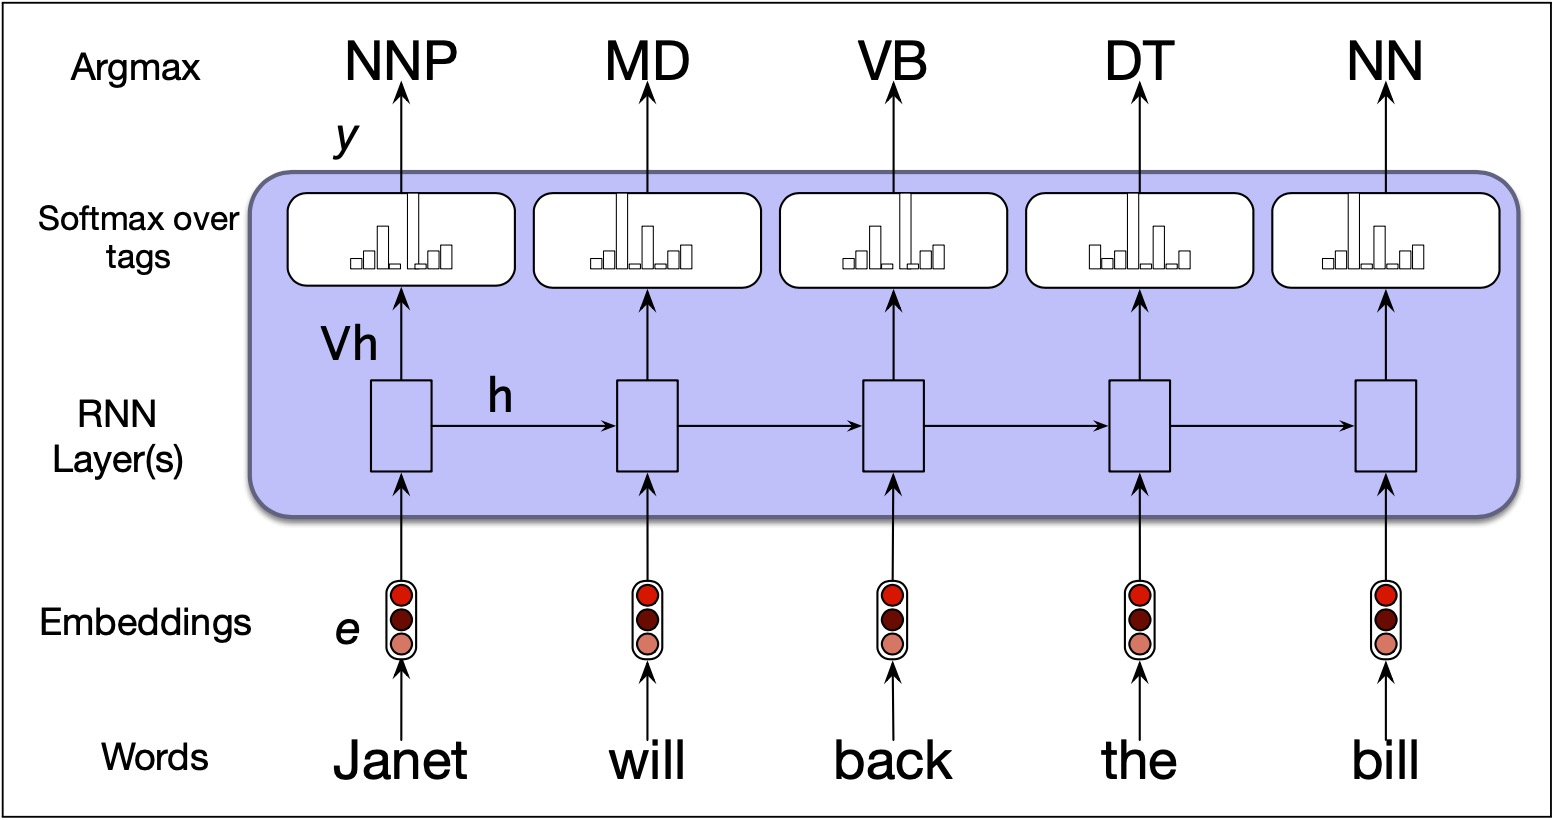 Argmax NNP MD VB DT NN
y
Softmax over
tags
Vh
h
RNN
Layer(s)
Embeddings e
Words Janet will back the bill